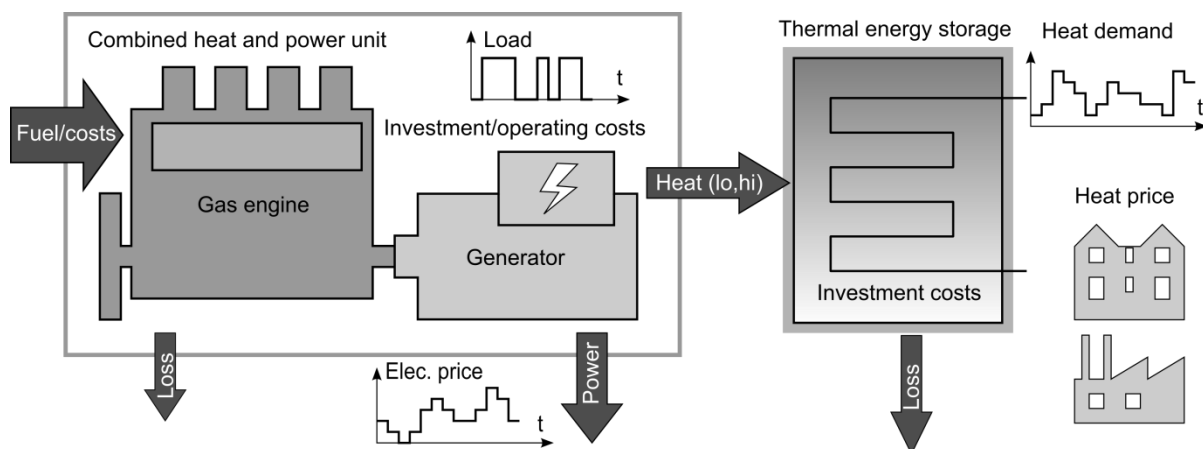 Combined heat and power unit
Load
t
Thermal energy storage
Heat demand
t
Fuel/costs
Investment/operating costs
Gas engine
Heat (lo,hi)
Heat price
Generator
Investment costs
Loss
Elec. price
t
Power
Loss